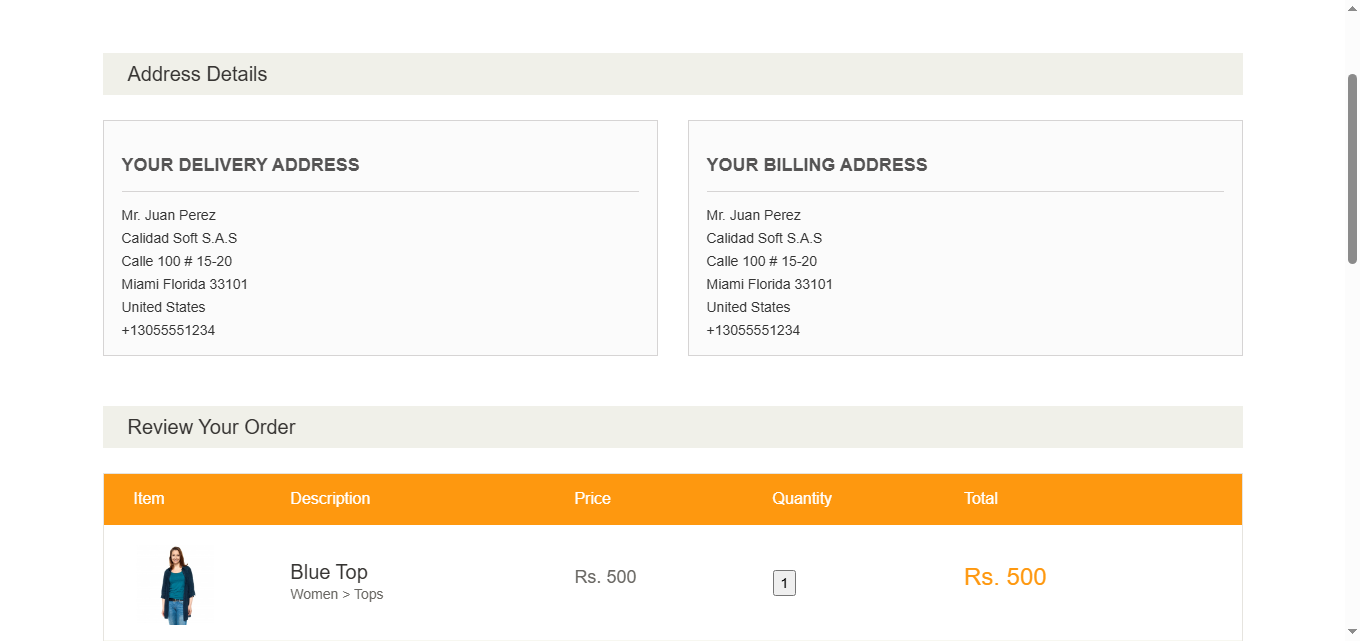 Address Details
YOUR DELIVERY ADDRESS
Mr. Juan Perez
Calidad Soft S.A.S
Calle 100 # 15-20
Miami Florida 33101
United States
+13055551234
YOUR BILLING ADDRESS
Mr. Juan Perez
Calidad Soft S.A.S
Calle 100 # 15-20
Miami Florida 33101
United States
+13055551234
Review Your Order
Item Description Price Quantity Total
Blue Top
Women > Tops
Rs. 500
1
Rs. 500